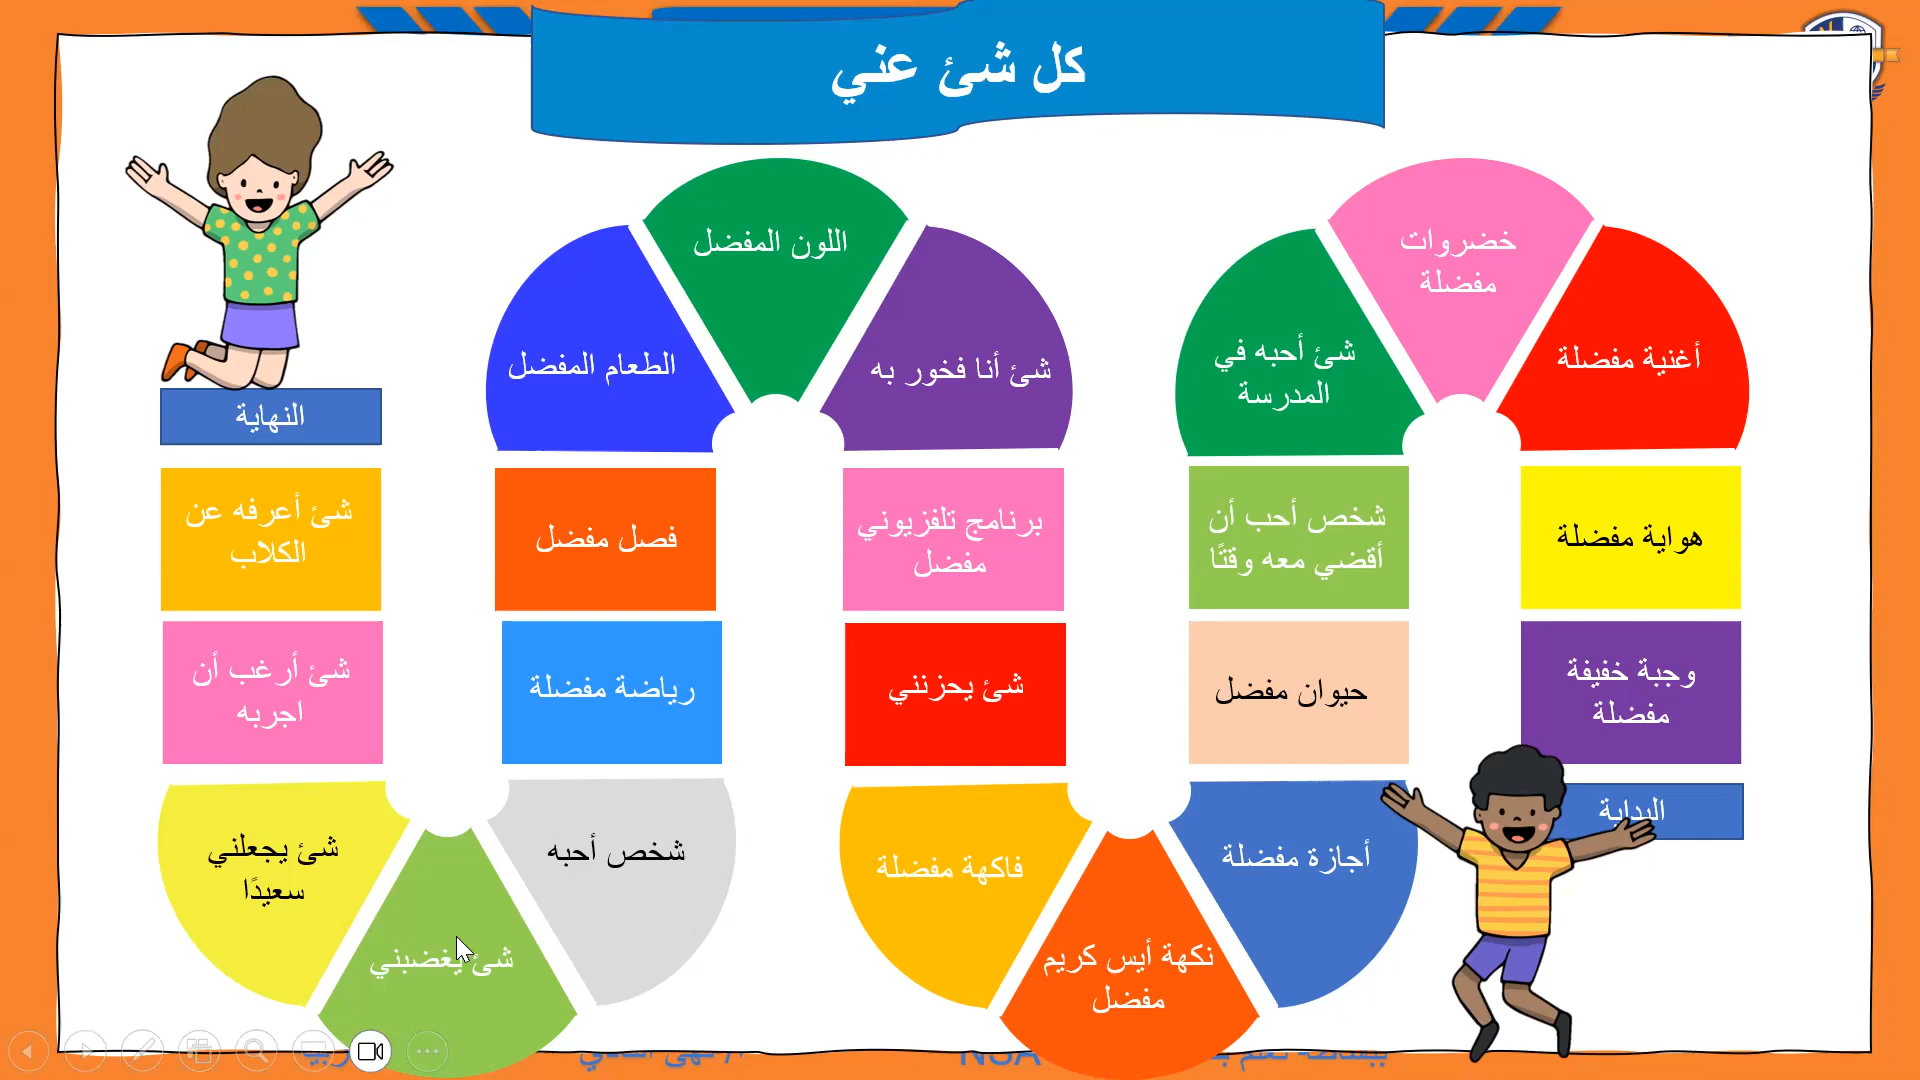 كل شئ عني
البداية
وجبة خفيفة
مفضلة
هواية مفضلة
أغنية مفضلة
خضروات
مفضلة
شئ أحبه في
المدرسة
شخص أحب أن
أقضي معه وقتًا
حيوان مفضل
أجازة مفضلة
نكهة أيس كريم
مفضل
فاكهة مفضلة
شئ يحزنني
برنامج تلفزيوني
مفضل
شئ أنا فخور به
اللون المفضل
الطعام المفضل
فصل مفضل
رياضة مفضلة
شخص أحبه
شئ يغضبني
شئ يجعلني
سعيدًا
شئ أرغب أن
اجربه
شئ أعرفه عن
الكلاب
النهاية